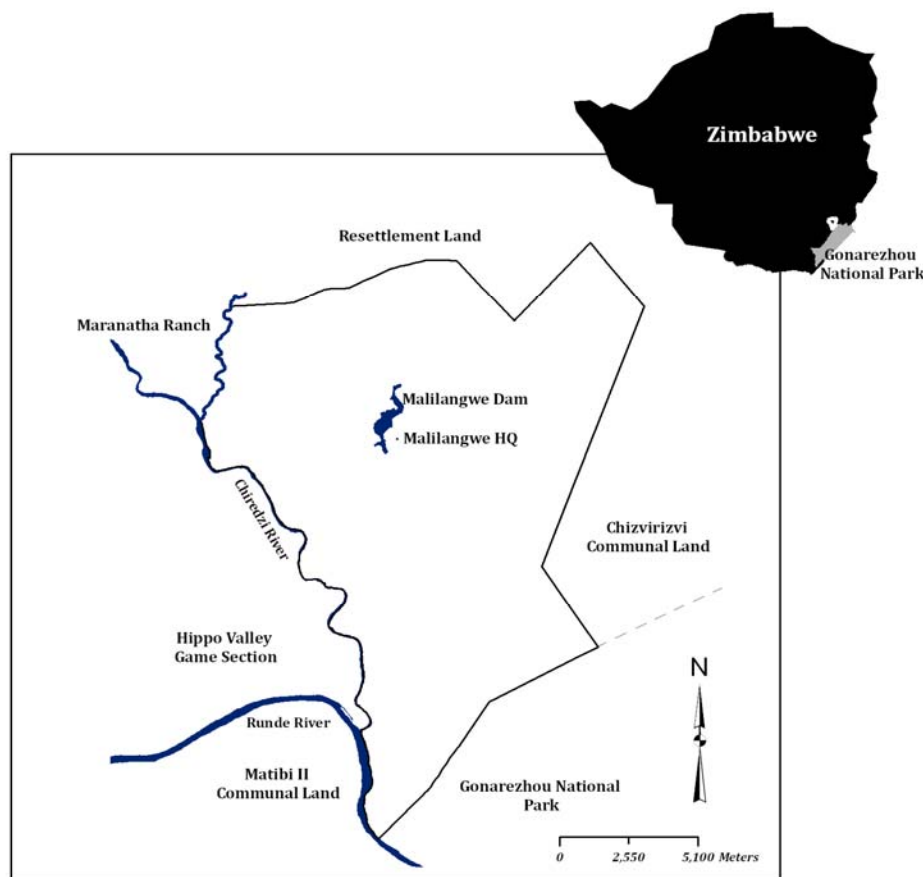 Zimbabwe
Gonarezhou
National Park
Resettlement Land
Maranatha Ranch
Malilangwe Dam
Malilangwe HQ
Chiredzi River
Chizvirizvi
Communal Land
Hippo Valley
Game Section
N
Runde River
Matibi II
Communal Land
Gonarezhou National
Park
0 2,550 5,100 Meters